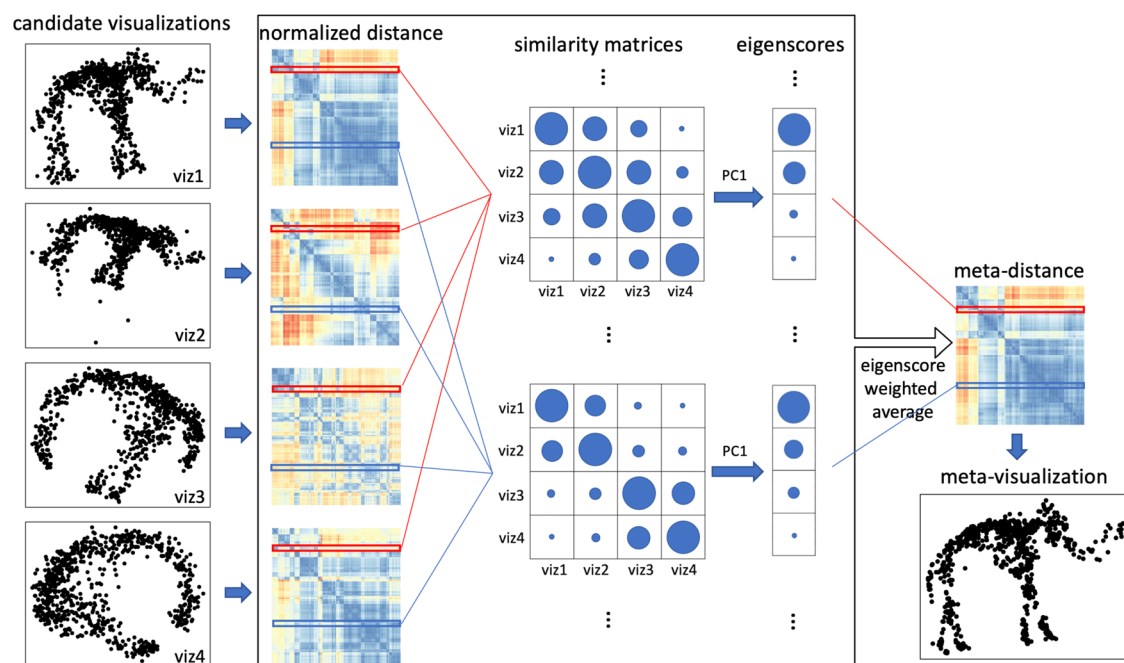 candidate visualizations
normalized distance
similarity matrices
eigenscores
viz1
viz2
viz3
viz4
viz1
viz2
viz3
viz4
viz1 viz2 viz3 viz4
PC1
viz1
viz2
viz3
viz4
viz1 viz2 viz3 viz4
PC1
eigenscore
weighted
average
meta-distance
meta-visualization